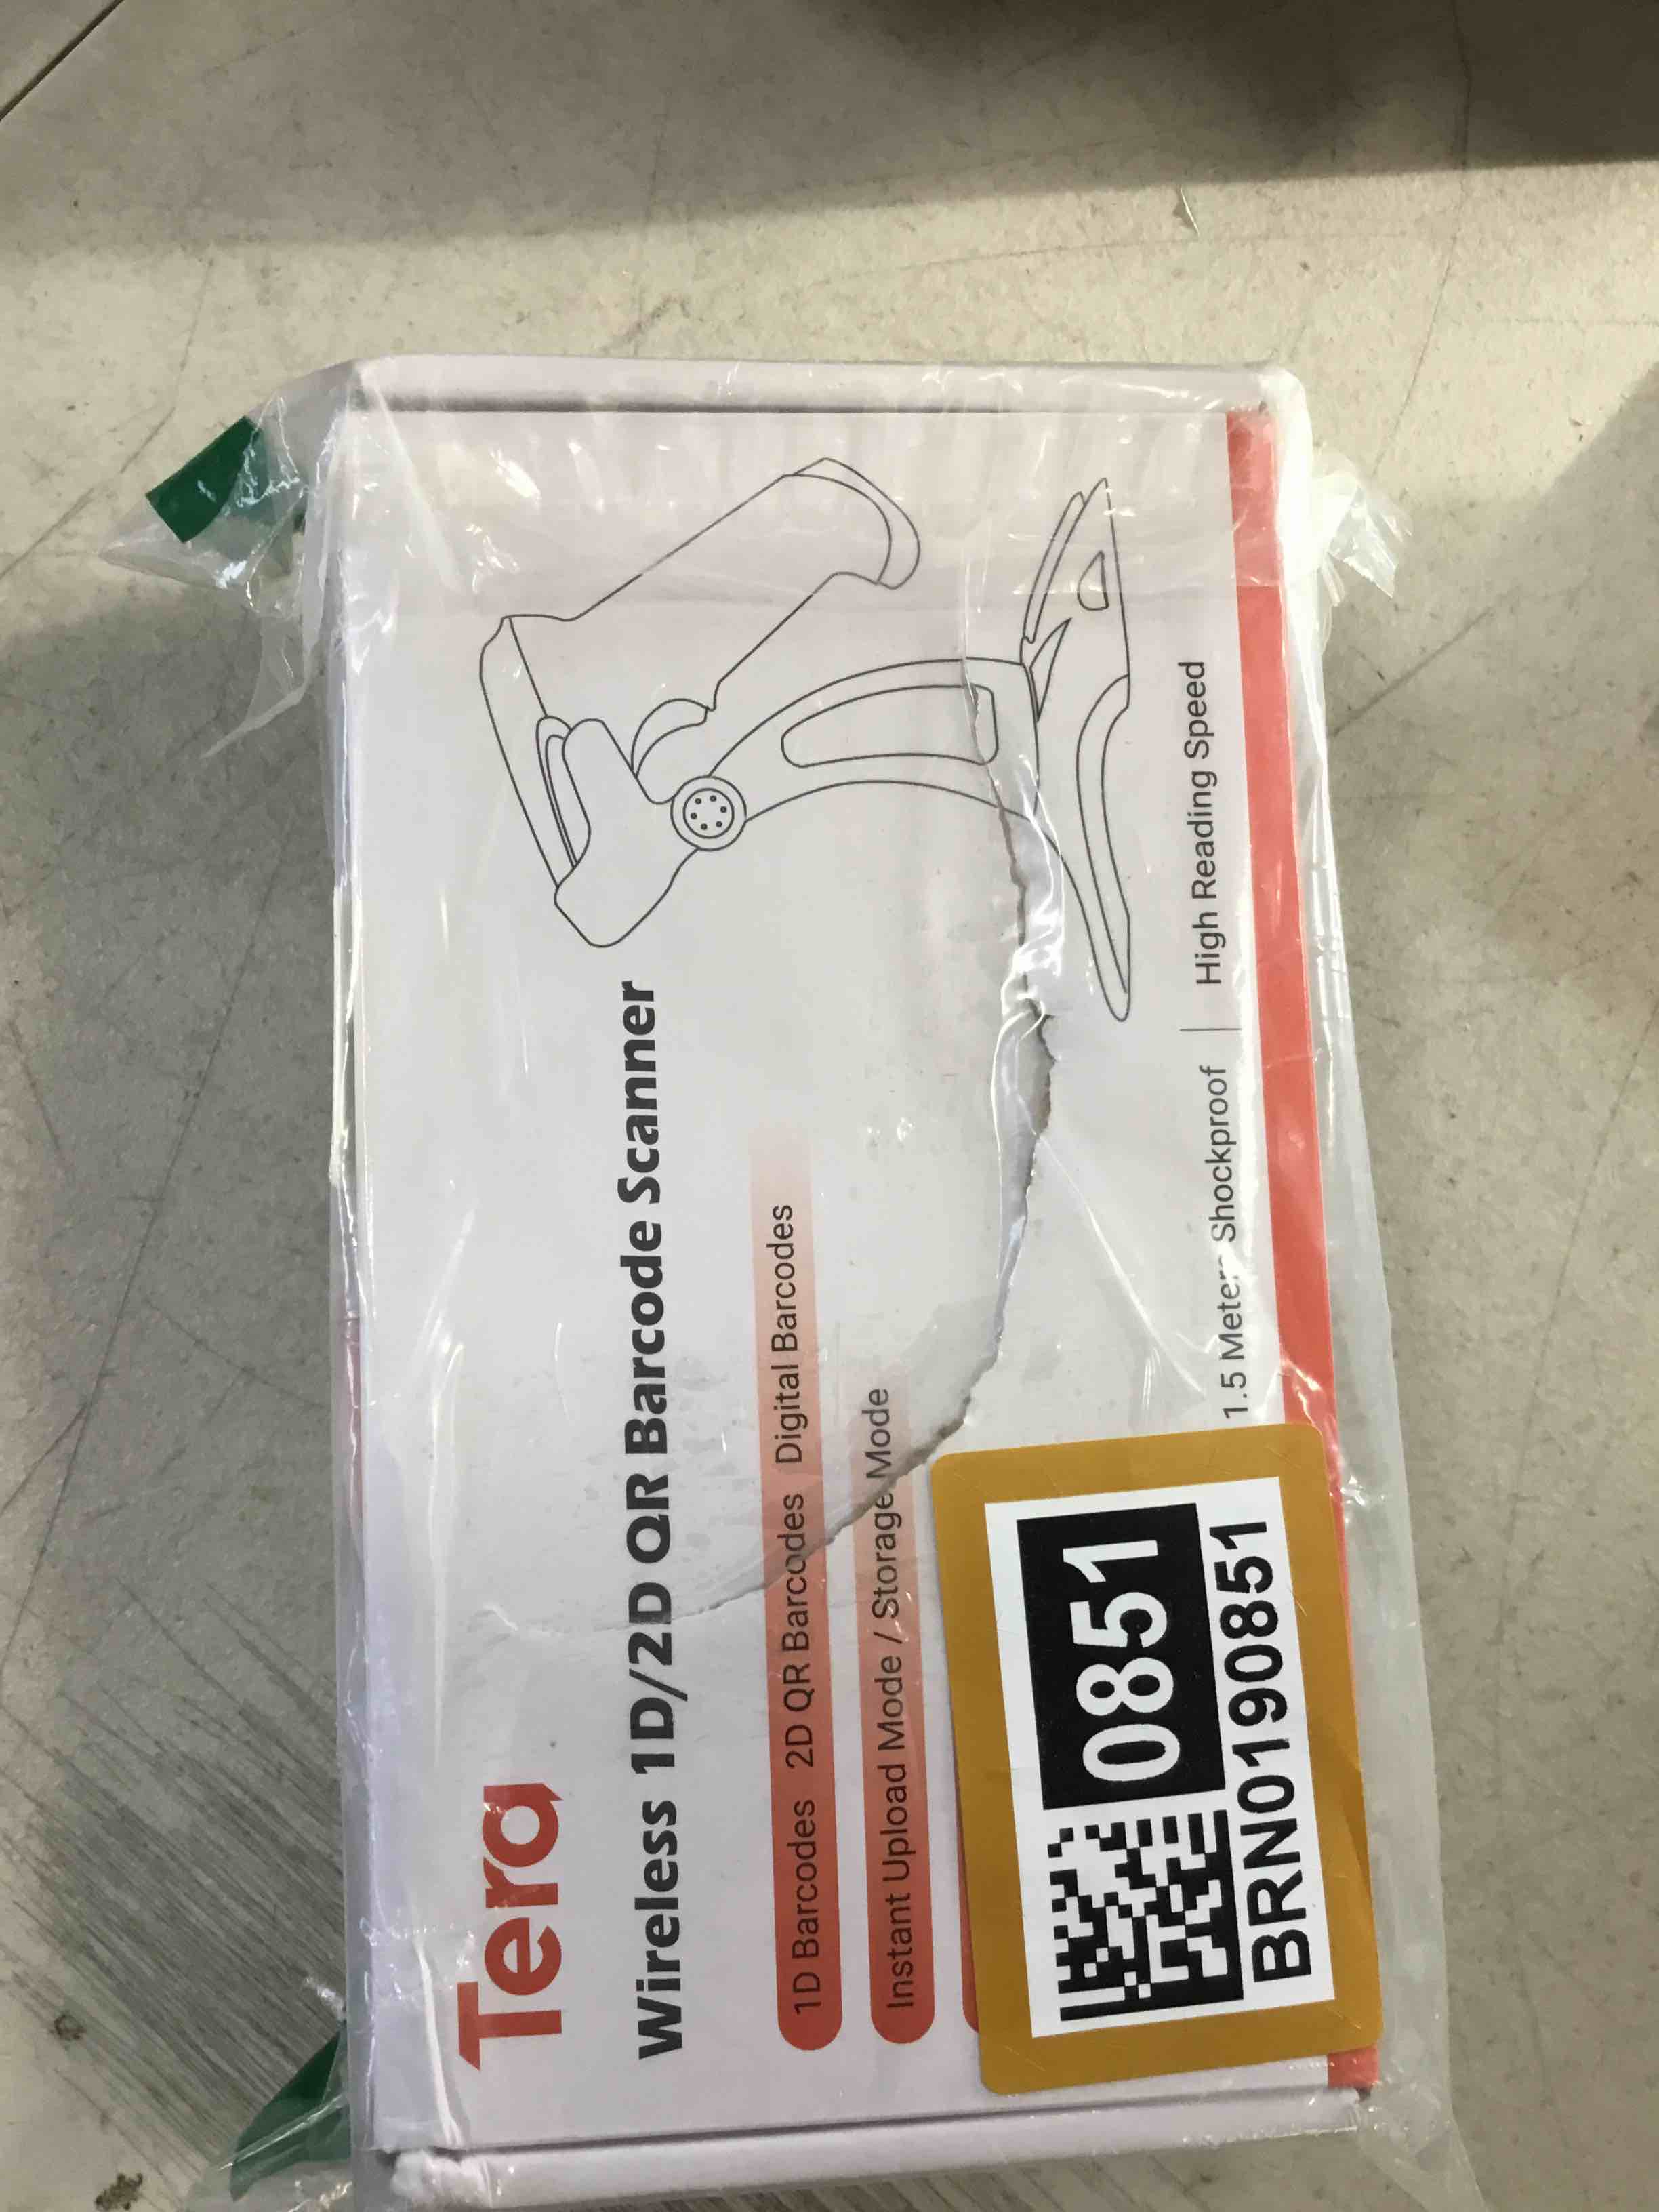 Tera
Wireless 1D/2D QR Barcode Scanner
1D Barcodes 2D QR Barcodes Digital Barcodes
Instant Upload Mode / Storage Mode
1.5 Meters Shockproof | High Reading Speed
0851
BRN0190851